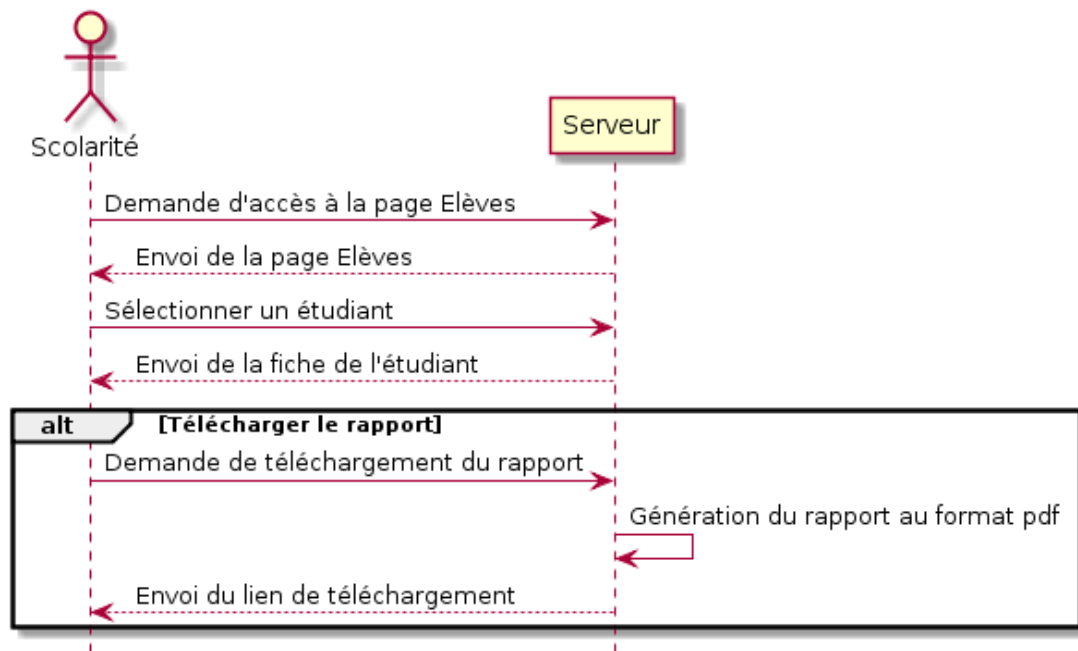 Scolarité
Serveur
Demande d'accès à la page Elèves
Envoi de la page Elèves
Sélectionner un étudiant
Envoi de la fiche de l'étudiant
alt [Télécharger le rapport]
Demande de téléchargement du rapport
Génération du rapport au format pdf
Envoi du lien de téléchargement